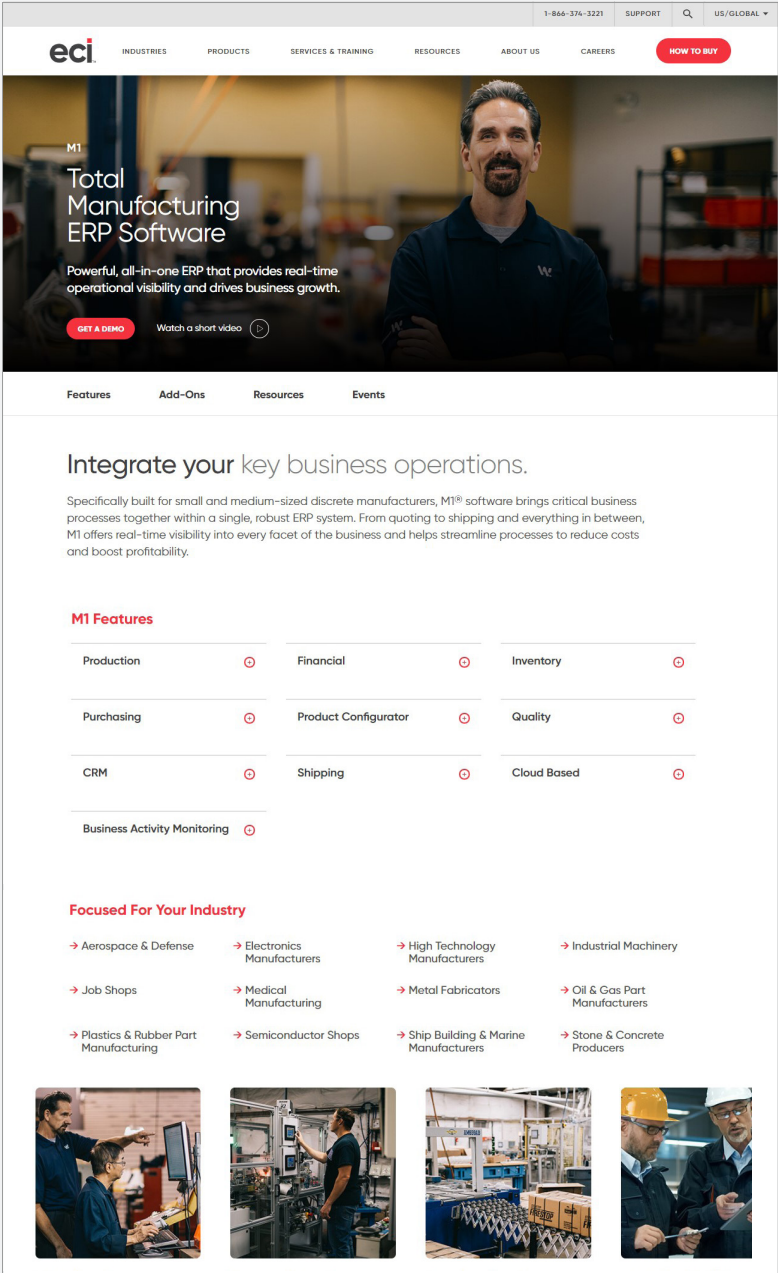 1-866-374-3221 SUPPORT US/GLOBAL
eci
INDUSTRIES PRODUCTS SERVICES & TRAINING RESOURCES ABOUT US CAREERS HOW TO BUY
M1
Total
Manufacturing
ERP Software
Powerful, all-in-one ERP that provides real-time
operational visibility and drives business growth.
GET A DEMO Watch a short video
Features Add-Ons Resources Events
Integrate your key business operations.
Specifically built for small and medium-sized discrete manufacturers, M1® software brings critical business
processes together within a single, robust ERP system. From quoting to shipping and everything in between,
M1 offers real-time visibility into every facet of the business and helps streamline processes to reduce costs
and boost profitability.
M1 Features
Production Financial Inventory
Purchasing Product Configurator Quality
CRM Shipping Cloud Based
Business Activity Monitoring
Focused For Your Industry
→ Aerospace & Defense
→ Electronics
Manufacturers
→ High Technology
Manufacturers
→ Industrial Machinery
→ Job Shops
→ Medical
Manufacturing
→ Metal Fabricators
→ Oil & Gas Part
Manufacturers
→ Plastics & Rubber Part
Manufacturing
→ Semiconductor Shops
→ Ship Building & Marine
Manufacturers
→ Stone & Concrete
Producers
FIRESTOP